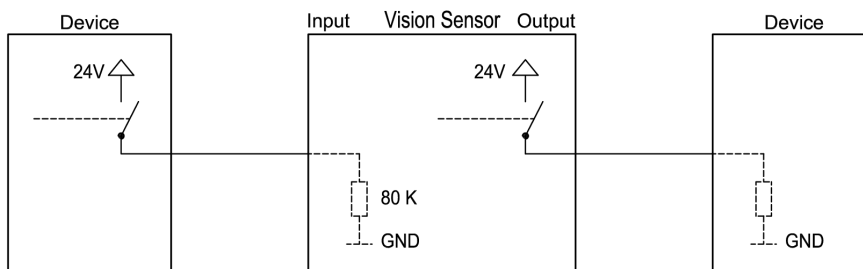 Device
Input Vision Sensor Output
Device
24V
24V
80 K
GND
GND